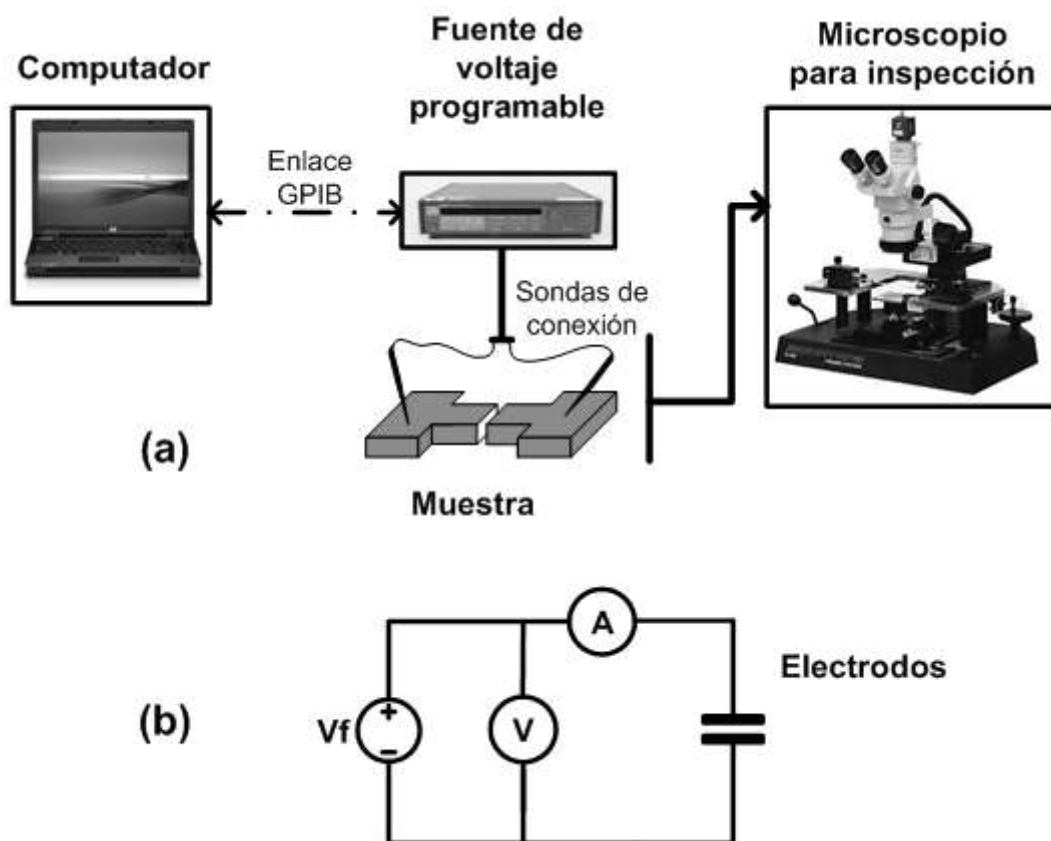 Computador
Fuente de
voltaje
programable
Microscopio
para inspección
Enlace
GPIB
Sondas de
conexión
(a)
Muestra
A
Electrodos
(b)
Vf
+
−
V